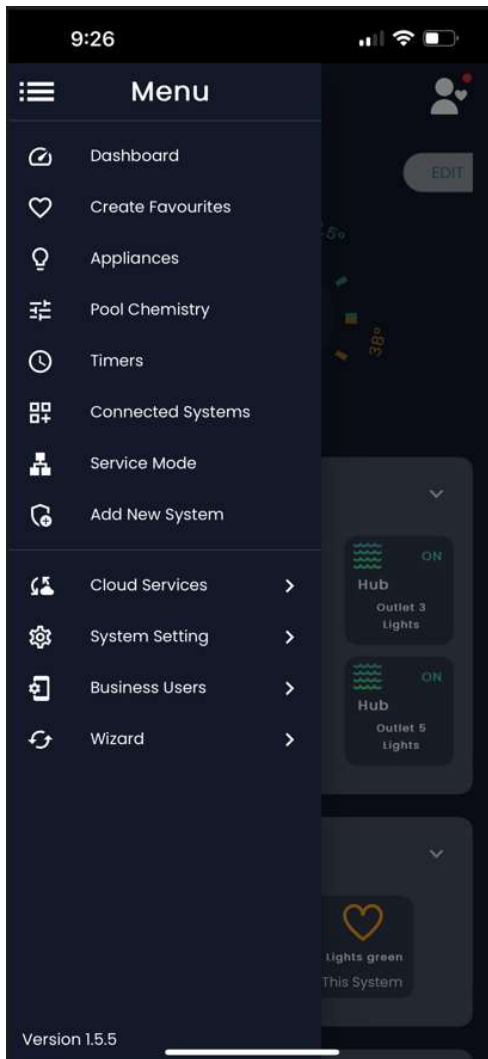 9:26
Menu
Dashboard
Create Favourites
Appliances
Pool Chemistry
Timers
Connected Systems
Service Mode
Add New System
Cloud Services
System Setting
Business Users
Wizard
Version 1.5.5
EDIT
38°
ON
Hub
Outlet 3
Lights
ON
Hub
Outlet 5
Lights
Lights green
This System